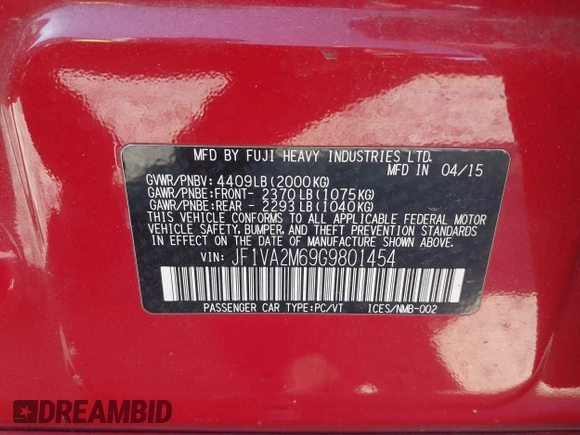 MFD BY FUJI HEAVY INDUSTRIES LTD.
MFD IN 04/15
GVWR/PNBV: 4409LB(2000KG)
GAWR/PNBE:FRONT- 2370LB(1075KG)
GAWR/PNBE:REAR - 2293LB(1040KG)
THIS VEHICLE CONFORMS TO ALL APPLICABLE FEDERAL MOTOR
VEHICLE SAFETY, BUMPER, AND THEFT PREVENTION STANDARDS
IN EFFECT ON THE DATE OF MANUFACTURE SHOWN ABOVE.
VIN: JF1VA2M69G9801454
PASSENGER CAR TYPE:PC/VT ICES/NMB-002
DREAMBID